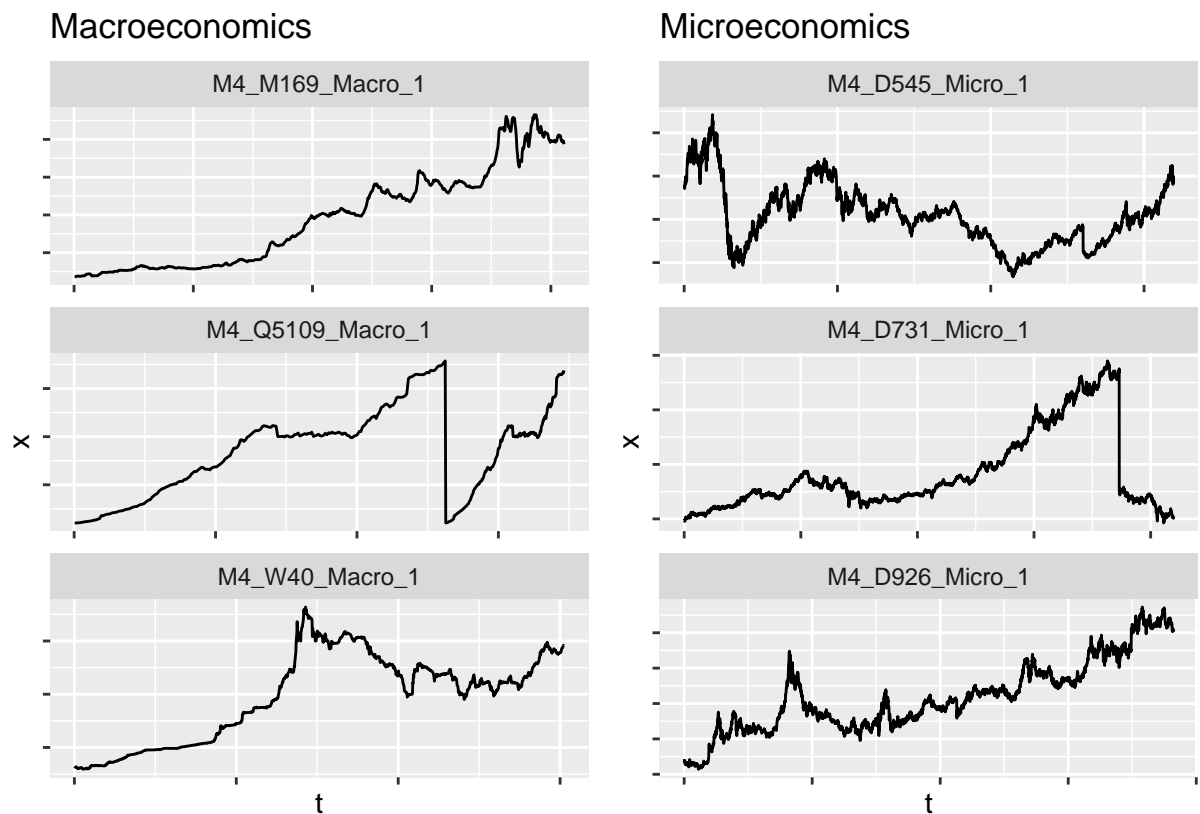 Macroeconomics
M4_M169_Macro_1
M4_Q5109_Macro_1
M4_W40_Macro_1
x
t
Microeconomics
M4_D545_Micro_1
M4_D731_Micro_1
M4_D926_Micro_1
x
t